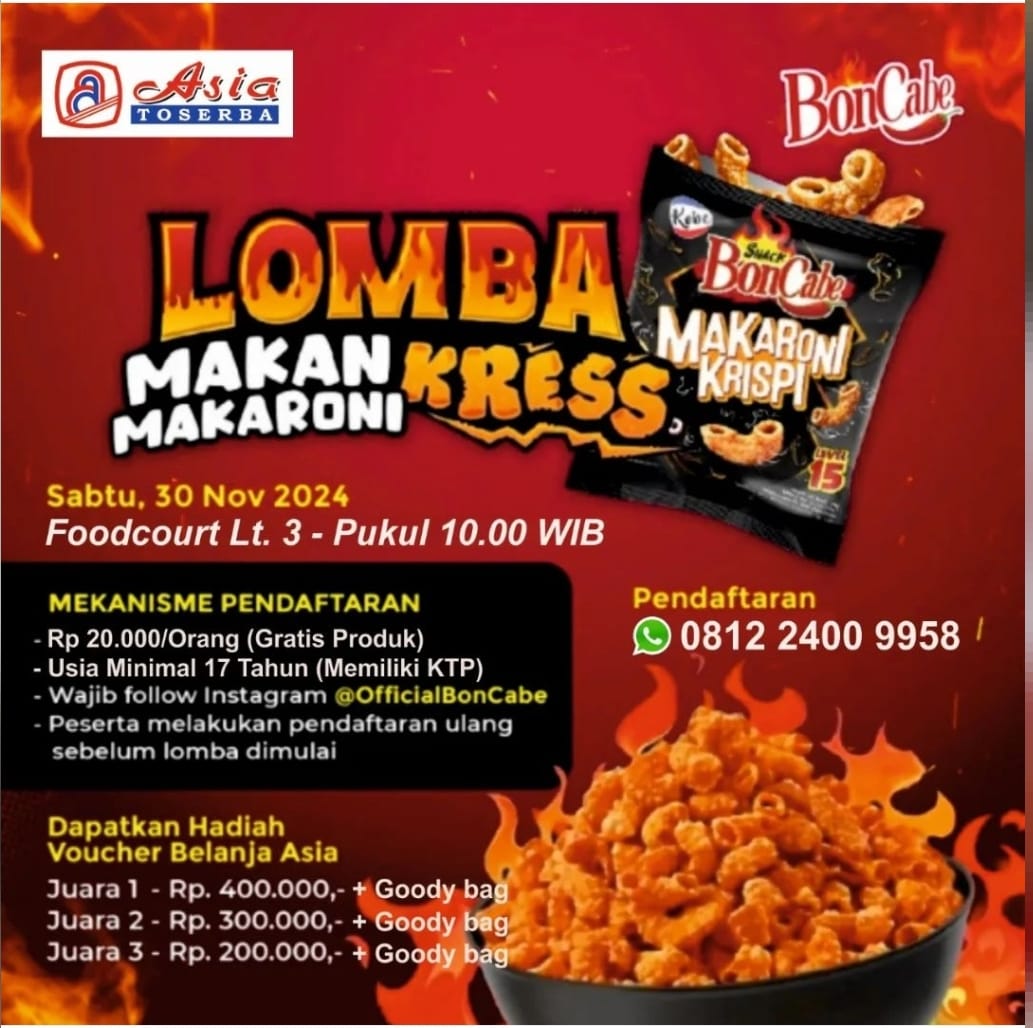 Asia
TOSERBA
BonCabe
LOMBA
MAKAN
MAKARONI
KRESS
Kobe
SNACK
BonCabe
MAKARONI
KRISPI
LEVEL
15
Sabtu, 30 Nov 2024
Foodcourt Lt. 3 - Pukul 10.00 WIB
MEKANISME PENDAFTARAN
- Rp 20.000/Orang (Gratis Produk)
- Usia Minimal 17 Tahun (Memiliki KTP)
- Wajib follow Instagram @OfficialBonCabe
- Peserta melakukan pendaftaran ulang
sebelum lomba dimulai
Pendaftaran
0812 2400 9958
Dapatkan Hadiah
Voucher Belanja Asia
Juara 1 - Rp. 400.000,- + Goody bag
Juara 2 - Rp. 300.000,- + Goody bag
Juara 3 - Rp. 200.000,- + Goody bag